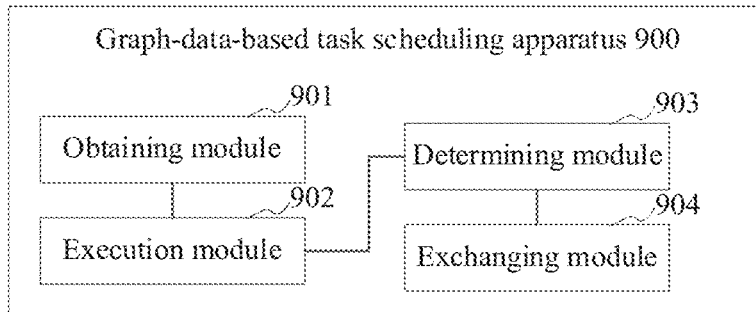 Graph-data-based task scheduling apparatus 900
901
Obtaining module
902
Execution module
903
Determining module
904
Exchanging module